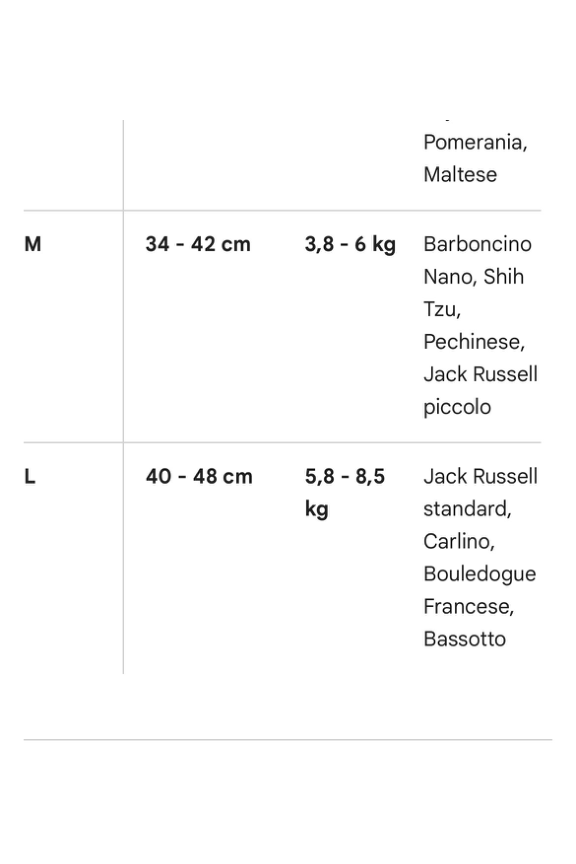 Pomerania,
Maltese
M
34 - 42 cm
3,8 - 6 kg
Barboncino
Nano, Shih
Tzu,
Pechinese,
Jack Russell
piccolo
L
40 - 48 cm
5,8 - 8,5
kg
Jack Russell
standard,
Carlino,
Bouledogue
Francese,
Bassotto